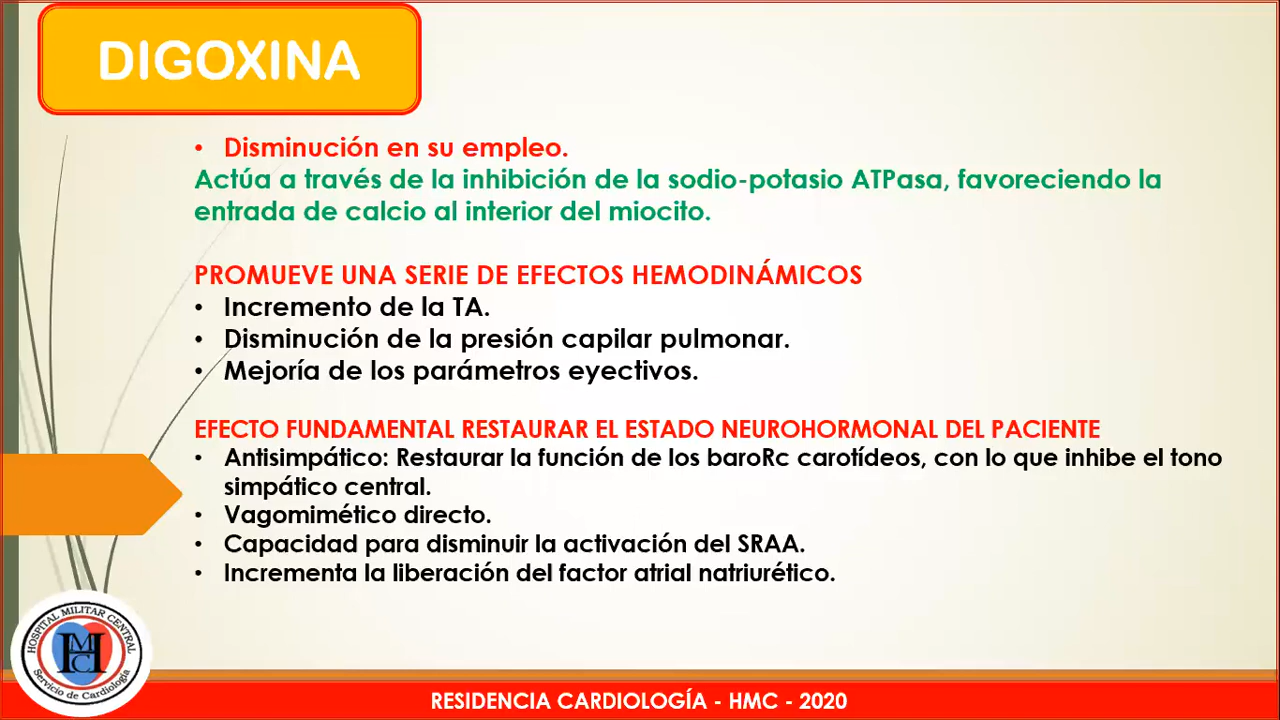 DIGOXINA
• Disminución en su empleo.
Actúa a través de la inhibición de la sodio-potasio ATPasa, favoreciendo la
entrada de calcio al interior del miocito.
PROMUEVE UNA SERIE DE EFECTOS HEMODINÁMICOS
• Incremento de la TA.
• Disminución de la presión capilar pulmonar.
• Mejoría de los parámetros eyectivos.
EFECTO FUNDAMENTAL RESTAURAR EL ESTADO NEUROHORMONAL DEL PACIENTE
• Antisimpático: Restaurar la función de los baroRc carotídeos, con lo que inhibe el tono
simpático central.
• Vagomimético directo.
• Capacidad para disminuir la activación del SRAA.
• Incrementa la liberación del factor atrial natriurético.
HOSPITAL MILITAR CENTRAL
HMC
Servicio de Cardiología
RESIDENCIA CARDIOLOGÍA - HMC - 2020